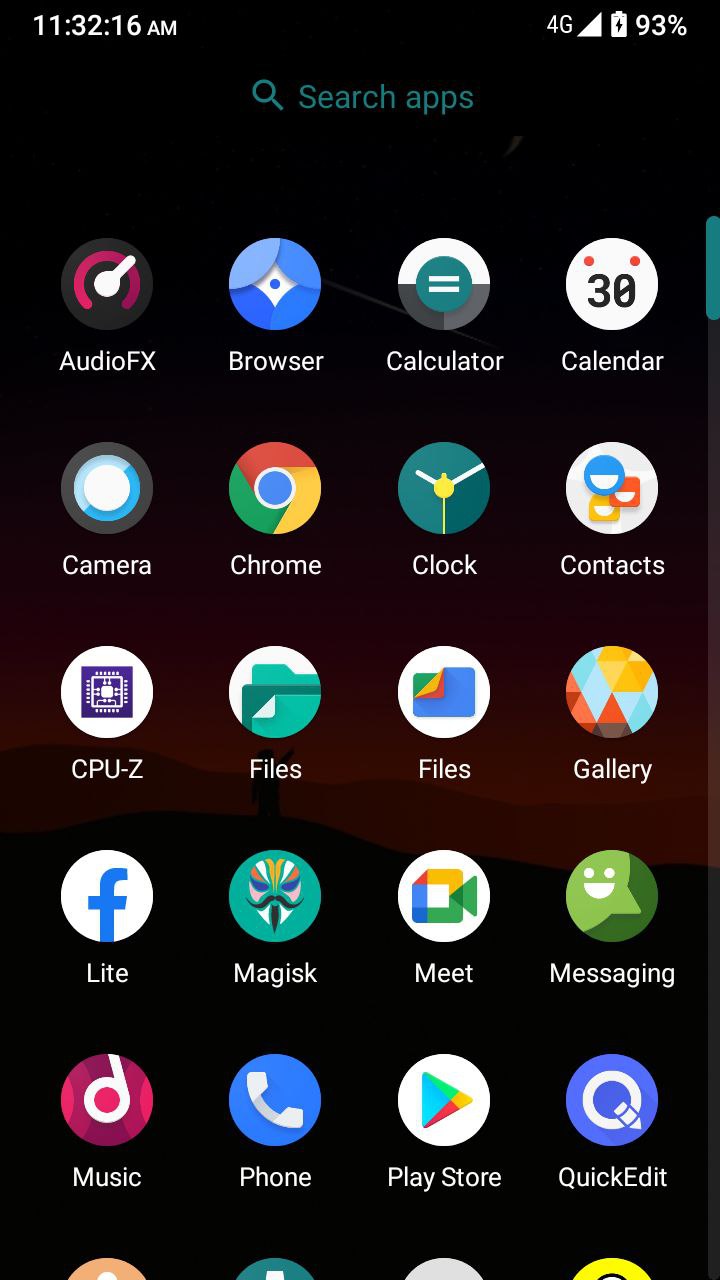 11:32:16 AM 4G 93%
Search apps
30
AudioFX Browser Calculator Calendar
Camera Chrome Clock Contacts
CPU-Z Files Files Gallery
Lite Magisk Meet Messaging
Music Phone Play Store QuickEdit